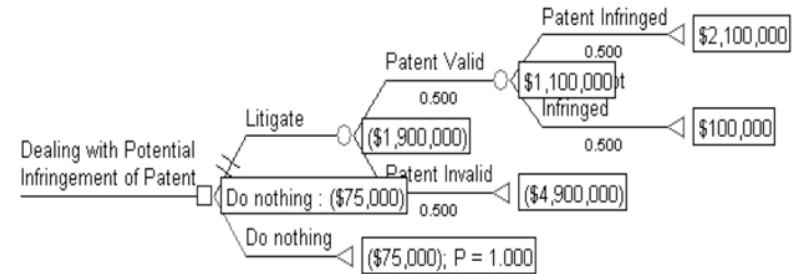 Patent Infringed
$2,100,000
0.500
Patent Valid
$1,100,000
0.500
Infringed
Litigate
($1,900,000)
0.500
$100,000
Dealing with Potential
Infringement of Patent
Patent Invalid
Do nothing : ($75,000)
0.500
($4,900,000)
Do nothing
($75,000); P = 1.000